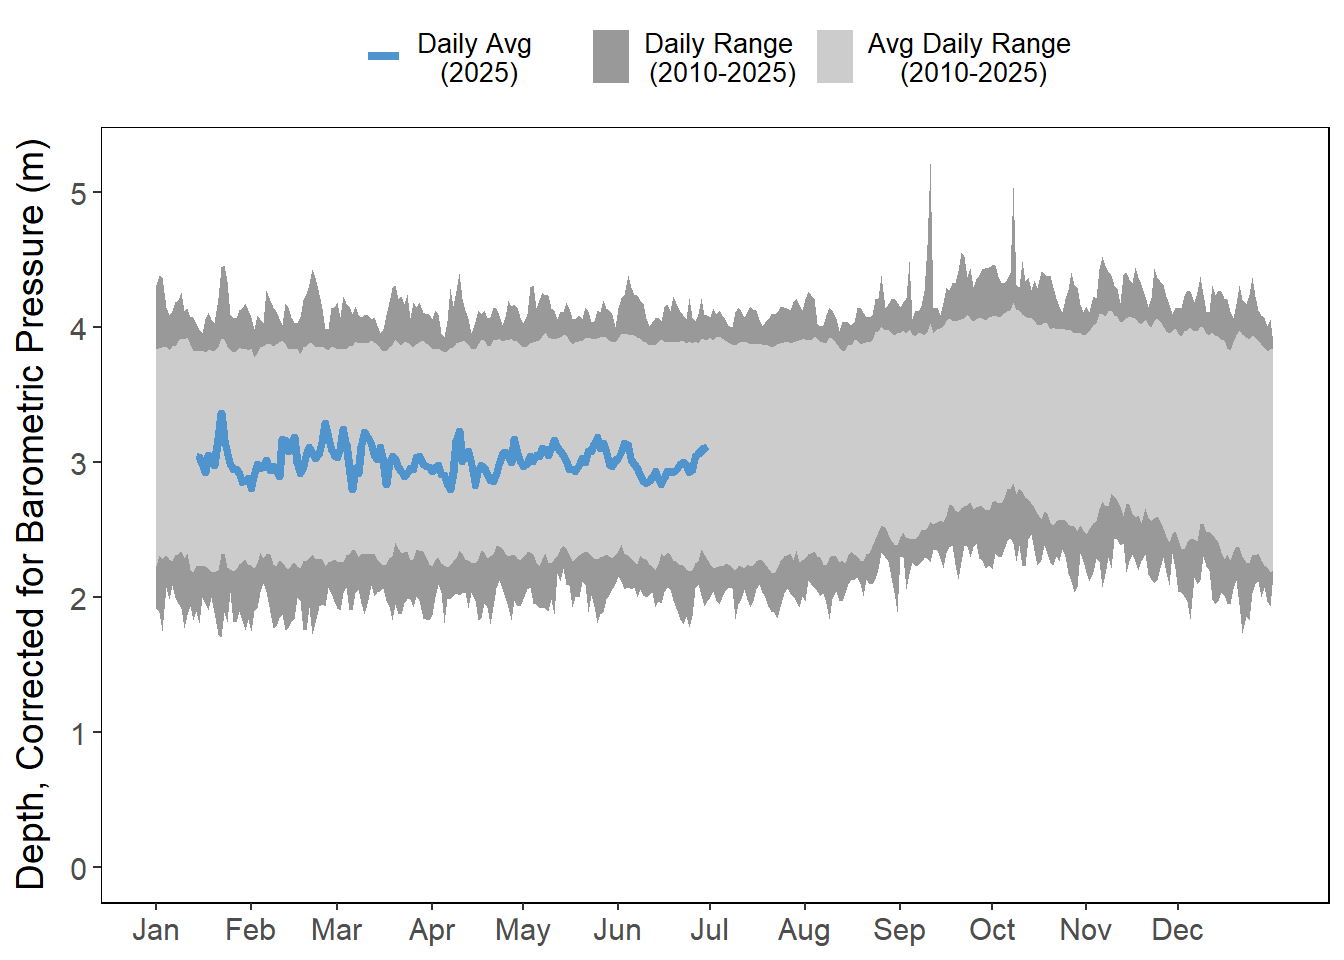 Daily Avg
(2025)
Daily Range
(2010-2025)
Avg Daily Range
(2010-2025)
Depth, Corrected for Barometric Pressure (m)
5
4
3
2
1
0
Jan Feb Mar Apr May Jun Jul Aug Sep Oct Nov Dec